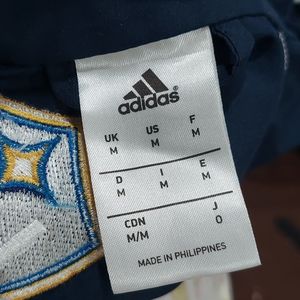 adidas
UK US F
M M M
D I E
M M M
CDN J
M/M O
MADE IN PHILIPPINES